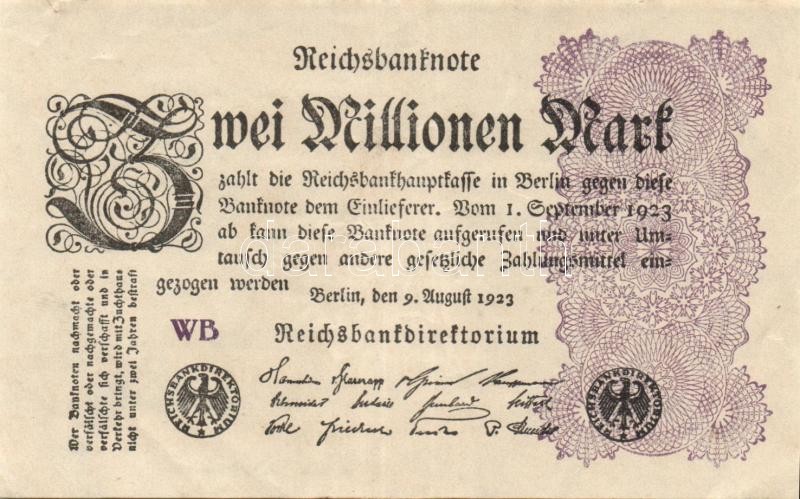 Reichsbanknote
Zwei Millionen Mark
zahlt die Reichsbankhauptkasse in Berlin gegen diese
Banknote dem Einlieferer. Vom 1. September 1923
ab kann diese Banknote aufgerufen und unter Um-
tausch gegen andere gesetzliche Zahlungsmittel ein-
gezogen werden
Berlin, den 9. August 1923
WB
Reichsbankdirektorium
Wer Banknoten nachmacht oder
verfälscht oder nachgemachte oder
verfälschte sich verschafft und in
Verkehr bringt, wird mit Zuchthaus
nicht unter zwei Jahren bestraft
REICHSBANKDIREKTORIUM
REICHSBANKDIREKTORIUM
darabanth